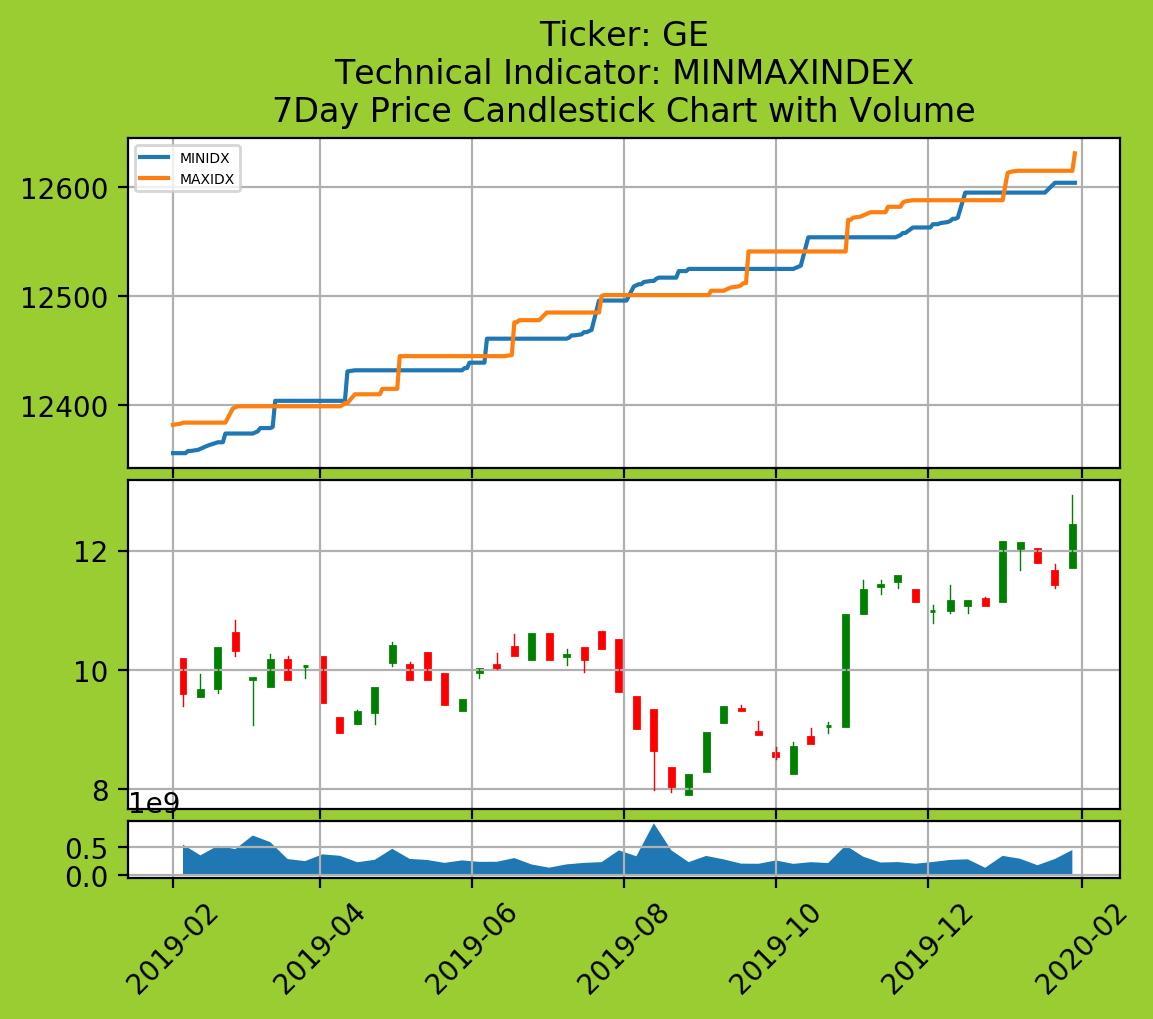 Ticker: GE
Technical Indicator: MINMAXINDEX
7Day Price Candlestick Chart with Volume
MINIDX
MAXIDX
12600
12500
12400
12
10
8
1e9
0.5
0.0
2019-02
2019-04
2019-06
2019-08
2019-10
2019-12
2020-02